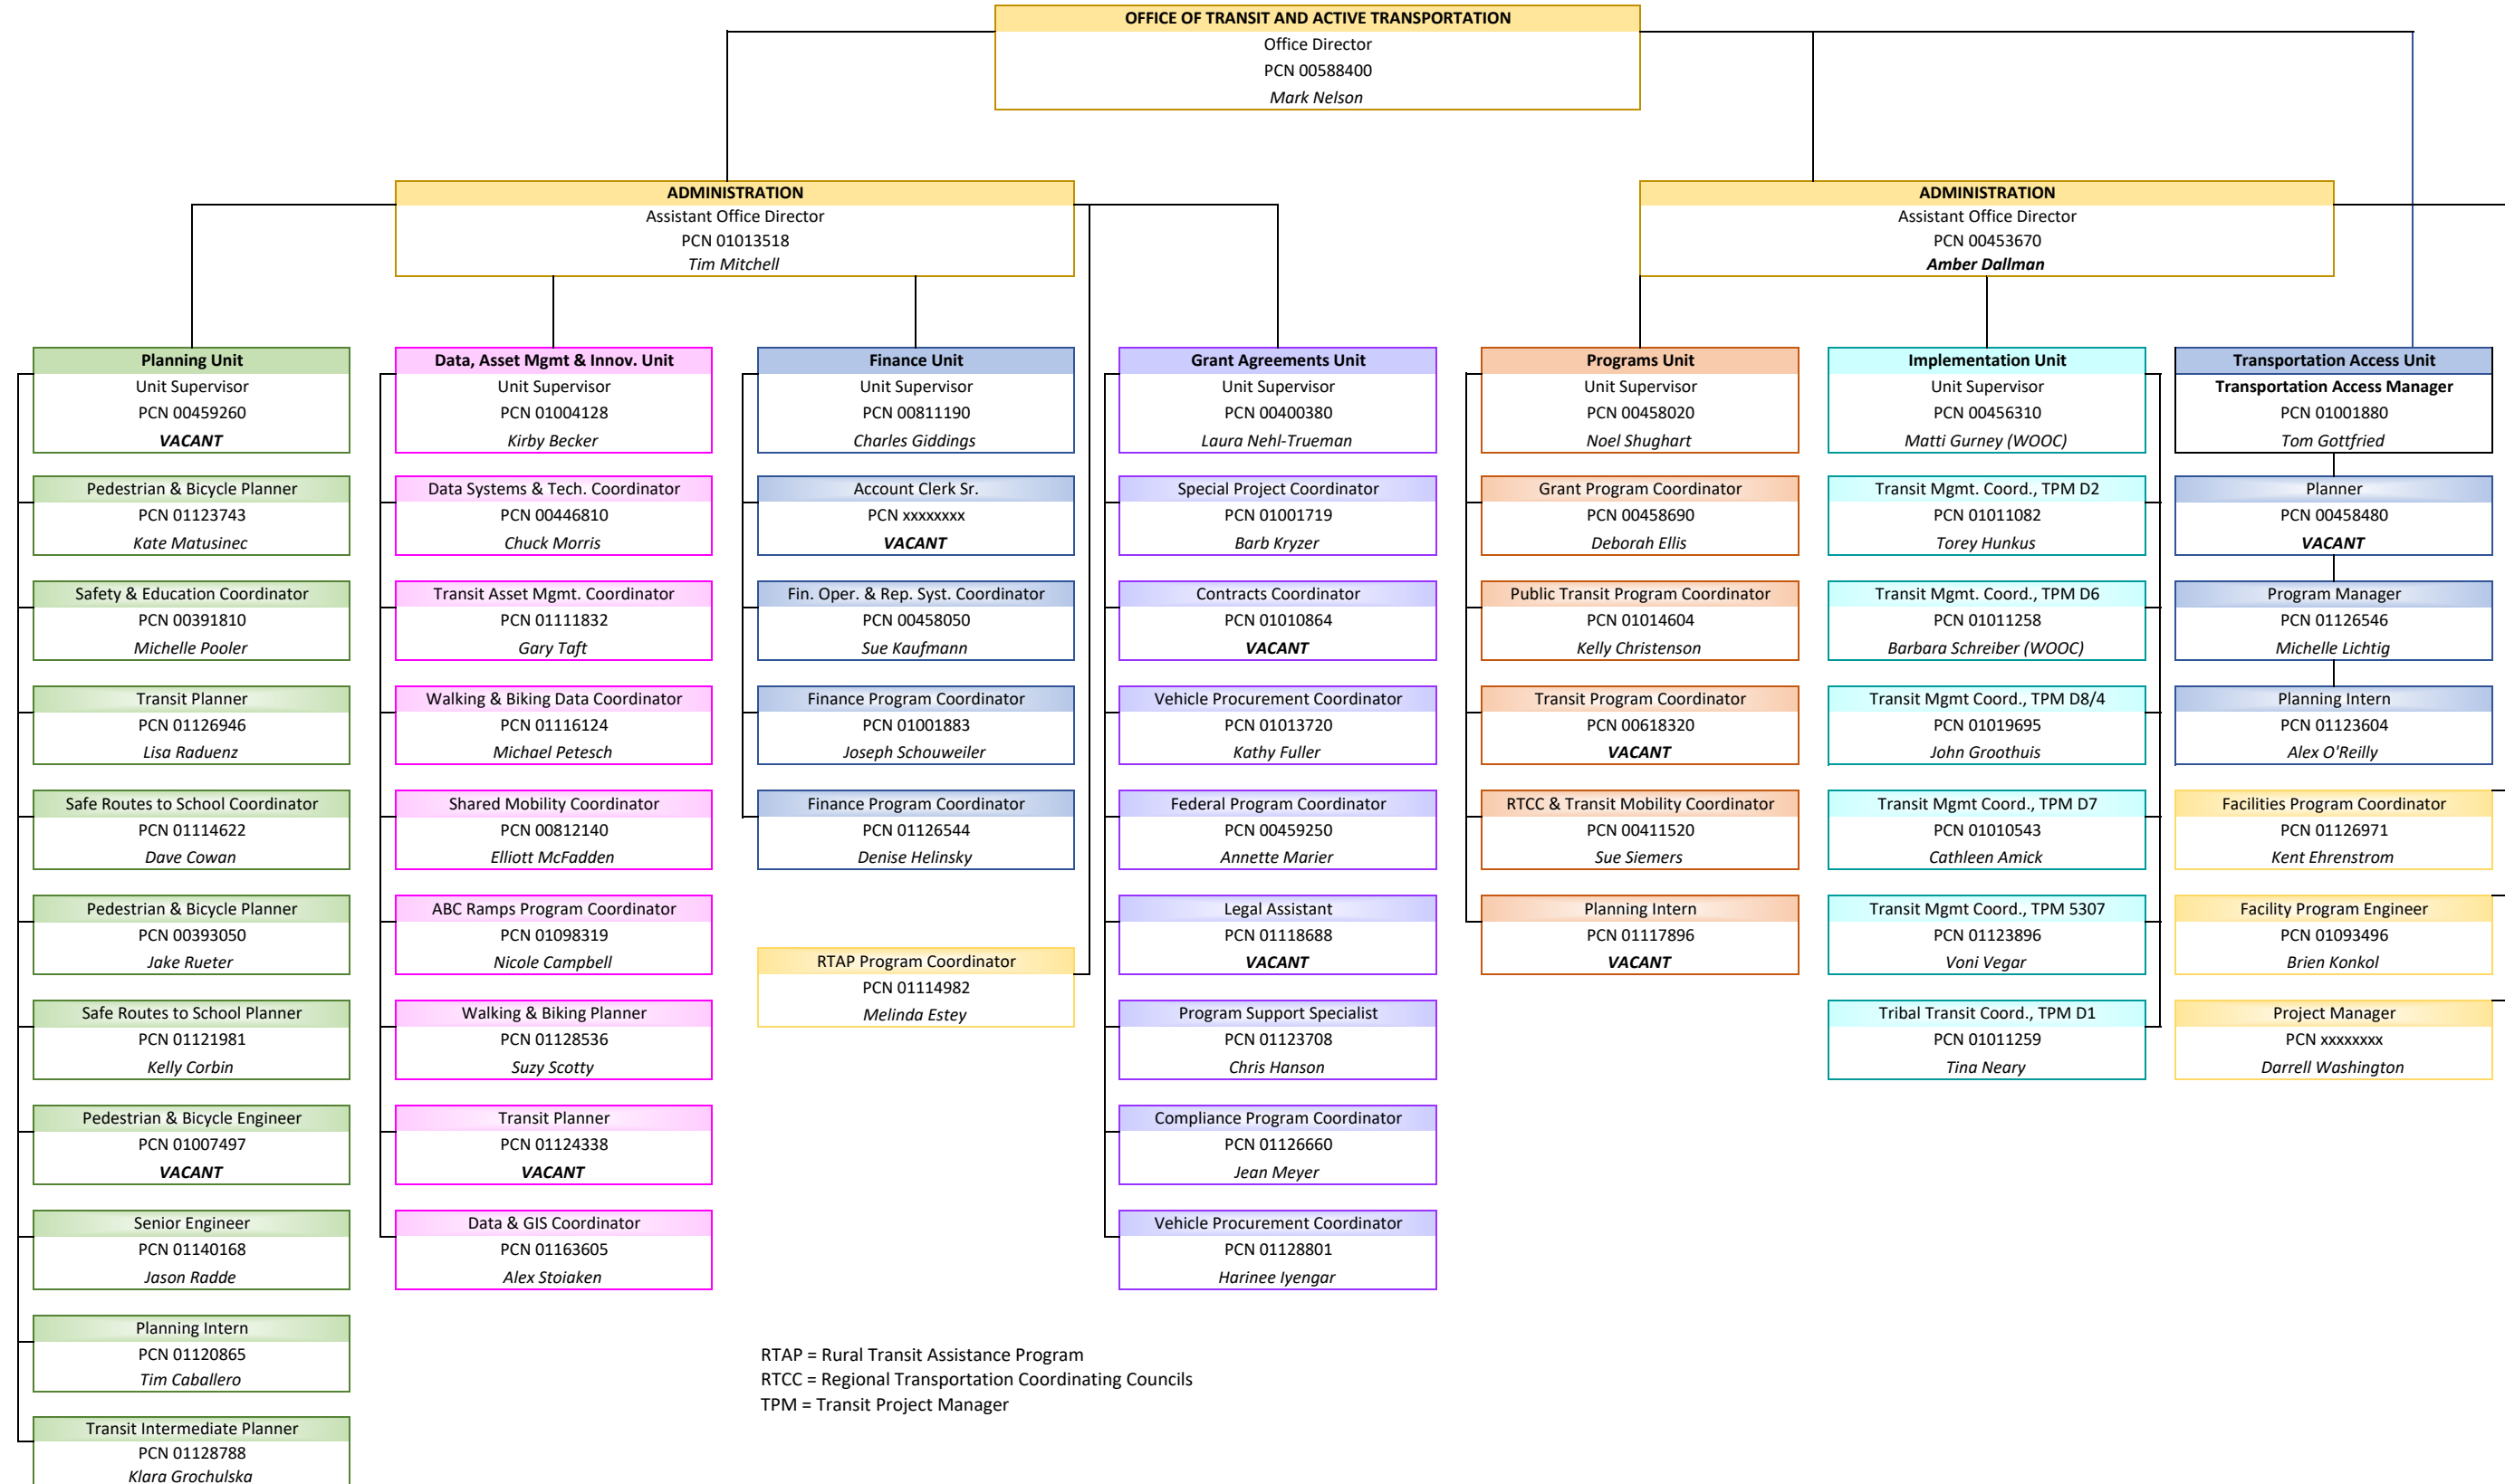 OFFICE OF TRANSIT AND ACTIVE TRANSPORTATION
Office Director
PCN 00588400
Mark Nelson
ADMINISTRATION
Assistant Office Director
PCN 01013518
Tim Mitchell
ADMINISTRATION
Assistant Office Director
PCN 00453670
Amber Dallman
Planning Unit
Unit Supervisor
PCN 00459260
VACANT
Pedestrian & Bicycle Planner
PCN 01123743
Kate Matusinec
Safety & Education Coordinator
PCN 00391810
Michelle Pooler
Transit Planner
PCN 01126946
Lisa Raduenz
Safe Routes to School Coordinator
PCN 01114622
Dave Cowan
Pedestrian & Bicycle Planner
PCN 00393050
Jake Rueter
Safe Routes to School Planner
PCN 01121981
Kelly Corbin
Pedestrian & Bicycle Engineer
PCN 01007497
VACANT
Senior Engineer
PCN 01140168
Jason Radde
Planning Intern
PCN 01120865
Tim Caballero
Transit Intermediate Planner
PCN 01128788
Klara Grochulska
Data, Asset Mgmt & Innov. Unit
Unit Supervisor
PCN 01004128
Kirby Becker
Data Systems & Tech. Coordinator
PCN 00446810
Chuck Morris
Transit Asset Mgmt. Coordinator
PCN 01111832
Gary Taft
Walking & Biking Data Coordinator
PCN 01116124
Michael Petesch
Shared Mobility Coordinator
PCN 00812140
Elliott McFadden
ABC Ramps Program Coordinator
PCN 01098319
Nicole Campbell
Walking & Biking Planner
PCN 01128536
Suzy Scotty
Transit Planner
PCN 01124338
VACANT
Data & GIS Coordinator
PCN 01163605
Alex Stoiaken
Finance Unit
Unit Supervisor
PCN 00811190
Charles Giddings
Account Clerk Sr.
PCN xxxxxxxx
VACANT
Fin. Oper. & Rep. Syst. Coordinator
PCN 00458050
Sue Kaufmann
Finance Program Coordinator
PCN 01001883
Joseph Schouweiler
Finance Program Coordinator
PCN 01126544
Denise Helinsky
RTAP Program Coordinator
PCN 01114982
Melinda Estey
Grant Agreements Unit
Unit Supervisor
PCN 00400380
Laura Nehl-Trueman
Special Project Coordinator
PCN 01001719
Barb Kryzer
Contracts Coordinator
PCN 01010864
VACANT
Vehicle Procurement Coordinator
PCN 01013720
Kathy Fuller
Federal Program Coordinator
PCN 00459250
Annette Marier
Legal Assistant
PCN 01118688
VACANT
Program Support Specialist
PCN 01123708
Chris Hanson
Compliance Program Coordinator
PCN 01126660
Jean Meyer
Vehicle Procurement Coordinator
PCN 01128801
Harinee Iyengar
Programs Unit
Unit Supervisor
PCN 00458020
Noel Shughart
Grant Program Coordinator
PCN 00458690
Deborah Ellis
Public Transit Program Coordinator
PCN 01014604
Kelly Christenson
Transit Program Coordinator
PCN 00618320
VACANT
RTCC & Transit Mobility Coordinator
PCN 00411520
Sue Siemers
Planning Intern
PCN 01117896
VACANT
Implementation Unit
Unit Supervisor
PCN 00456310
Matti Gurney (WOOC)
Transit Mgmt. Coord., TPM D2
PCN 01011082
Torey Hunkus
Transit Mgmt. Coord., TPM D6
PCN 01011258
Barbara Schreiber (WOOC)
Transit Mgmt Coord., TPM D8/4
PCN 01019695
John Groothuis
Transit Mgmt Coord., TPM D7
PCN 01010543
Cathleen Amick
Transit Mgmt Coord., TPM 5307
PCN 01123896
Voni Vegar
Tribal Transit Coord., TPM D1
PCN 01011259
Tina Neary
Transportation Access Unit
Transportation Access Manager
PCN 01001880
Tom Gottfried
Planner
PCN 00458480
VACANT
Program Manager
PCN 01126546
Michelle Lichtig
Planning Intern
PCN 01123604
Alex O'Reilly
Facilities Program Coordinator
PCN 01126971
Kent Ehrenstrom
Facility Program Engineer
PCN 01093496
Brien Konkol
Project Manager
PCN xxxxxxxx
Darrell Washington
RTAP = Rural Transit Assistance Program
RTCC = Regional Transportation Coordinating Councils
TPM = Transit Project Manager